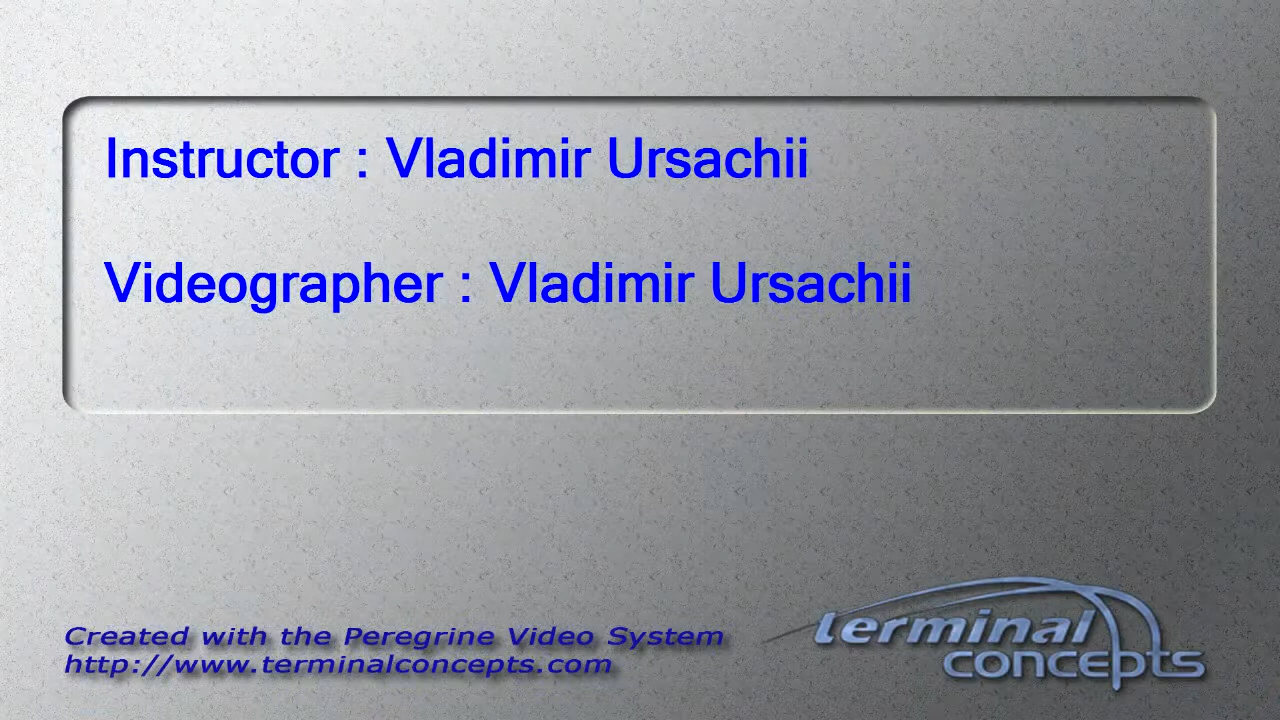 Instructor : Vladimir Ursachii
Videographer : Vladimir Ursachii
Created with the Peregrine Video System
http://www.terminalconcepts.com
terminal
concepts